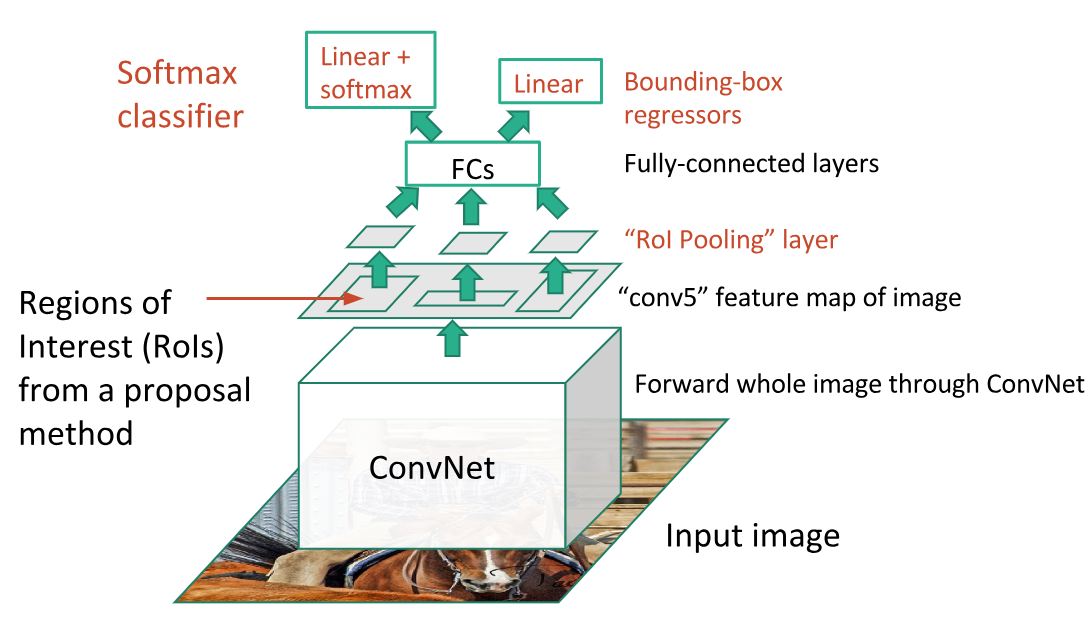 Softmax
classifier
Linear +
softmax
Linear
Bounding-box
regressors
FCs
Fully-connected layers
“RoI Pooling” layer
Regions of
Interest (RoIs)
from a proposal
method
“conv5” feature map of image
Forward whole image through ConvNet
ConvNet
Input image